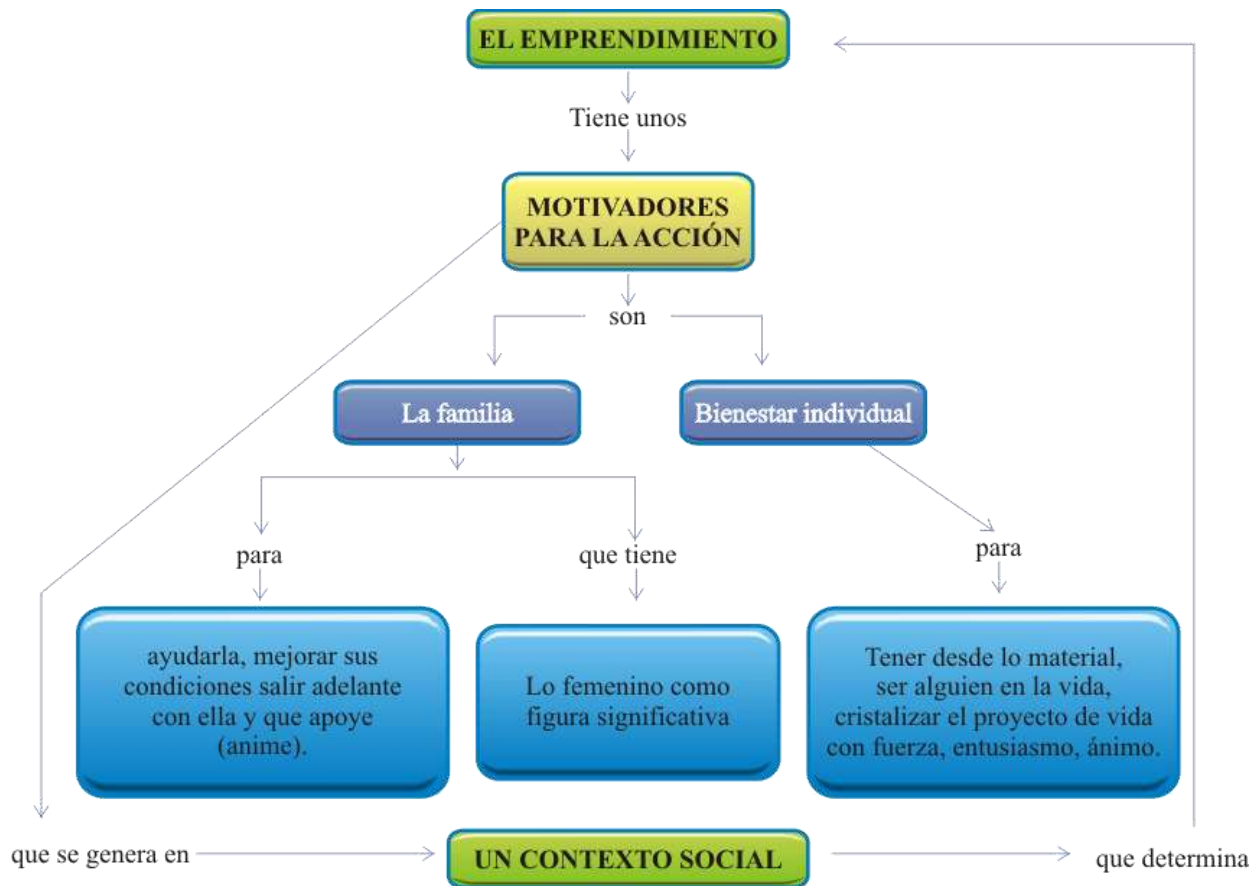 EL EMPRENDIMIENTO
Tiene unos
MOTIVADORES
PARA LA ACCIÓN
son
La familia
Bienestar individual
para
que tiene
para
ayudarla, mejorar sus
condiciones salir adelante
con ella y que apoye
(anime).
Lo femenino como
figura significativa
Tener desde lo material,
ser alguien en la vida,
cristalizar el proyecto de vida
con fuerza, entusiasmo, ánimo.
que se genera en
UN CONTEXTO SOCIAL
que determina